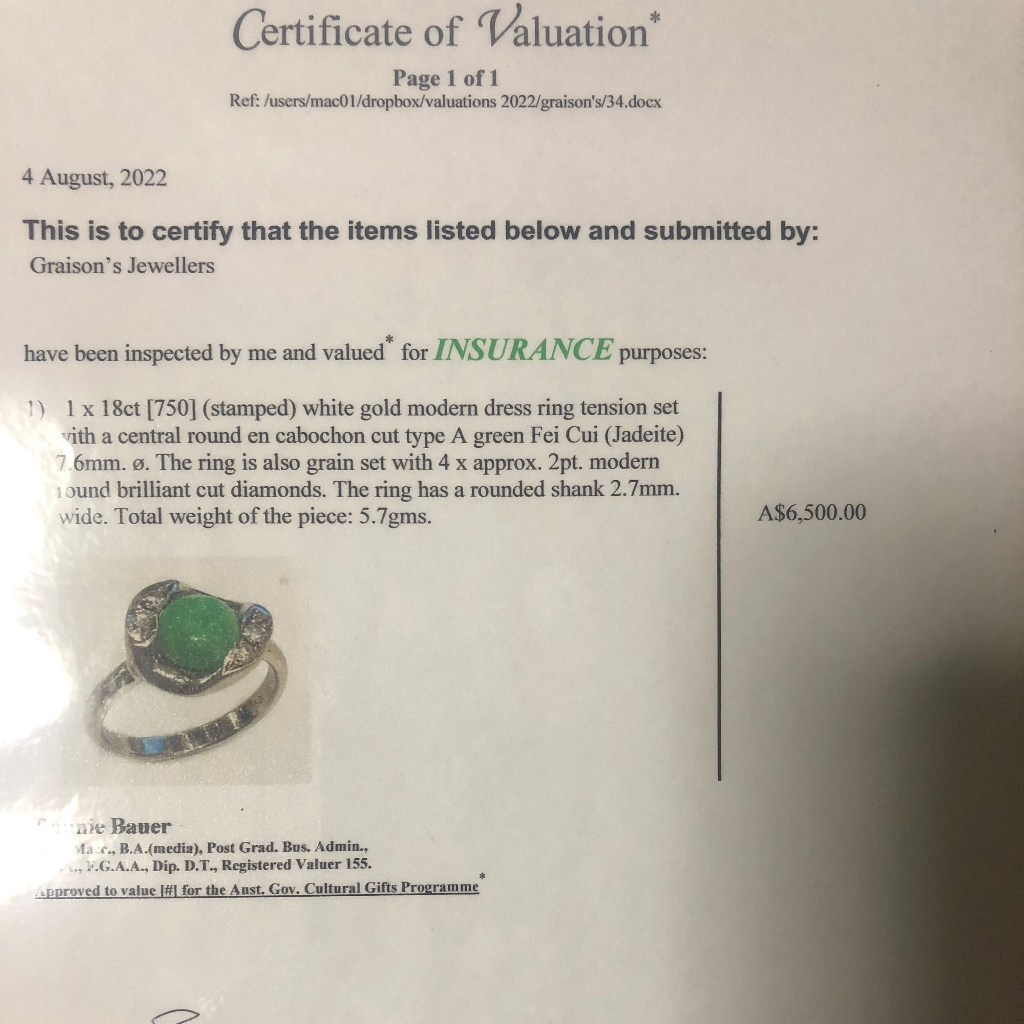 Certificate of Valuation*
Page 1 of 1
Ref: /users/mac01/dropbox/valuations 2022/graison's/34.docx
4 August, 2022
This is to certify that the items listed below and submitted by:
Graison's Jewellers
have been inspected by me and valued* for INSURANCE purposes:
1) 1 x 18ct [750] (stamped) white gold modern dress ring tension set
with a central round en cabochon cut type A green Fei Cui (Jadeite)
7.6mm. ø. The ring is also grain set with 4 x approx. 2pt. modern
round brilliant cut diamonds. The ring has a rounded shank 2.7mm.
wide. Total weight of the piece: 5.7gms.
A$6,500.00
Bauer
B.A.(media), Post Grad. Bus. Admin.,
F.G.A.A., Dip. D.T., Registered Valuer 155.
Approved to value [#] for the Aust. Gov. Cultural Gifts Programme*